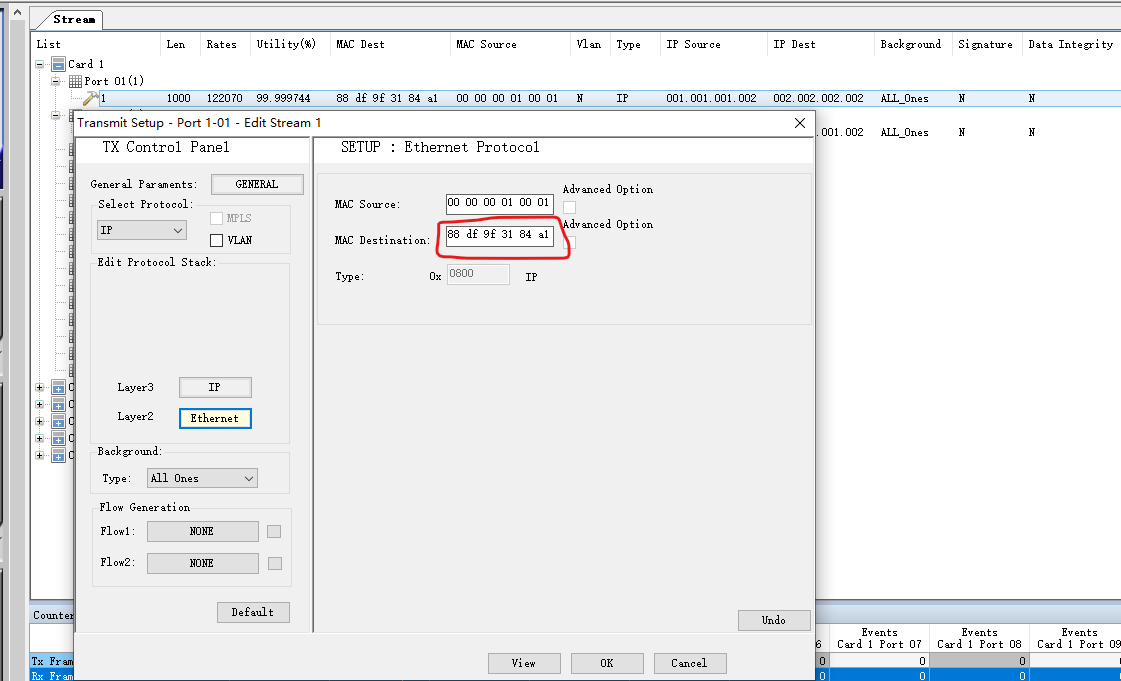 Stream
List Len Rates Utility(%) MAC Dest MAC Source Vlan Type IP Source IP Dest Background Signature Data Integrity
Card 1
Port 01(1)
1 1000 122070 99.999744 88 df 9f 31 84 a1 00 00 00 01 00 01 N IP 001.001.001.002 002.002.002.002 ALL_Ones N N
Transmit Setup - Port 1-01 - Edit Stream 1
.001.002 ALL_Ones N N
TX Control Panel
SETUP : Ethernet Protocol
General Paraments: GENERAL
Select Protocol:
IP
MPLS
VLAN
Edit Protocol Stack:
Layer3 IP
Layer2 Ethernet
Background:
Type: All Ones
Flow Generation
Flow1: NONE
Flow2: NONE
Default
Advanced Option
MAC Source: 00 00 00 01 00 01
Advanced Option
MAC Destination: 88 df 9f 31 84 a1
Type: 0x 0800 IP
Undo
View OK Cancel
C
C
C
C
C
Counter
Events Events Events
6 Card 1 Port 07 Card 1 Port 08 Card 1 Port 09
Tx Fram 0 0 0
Rx Fram 0 0 0